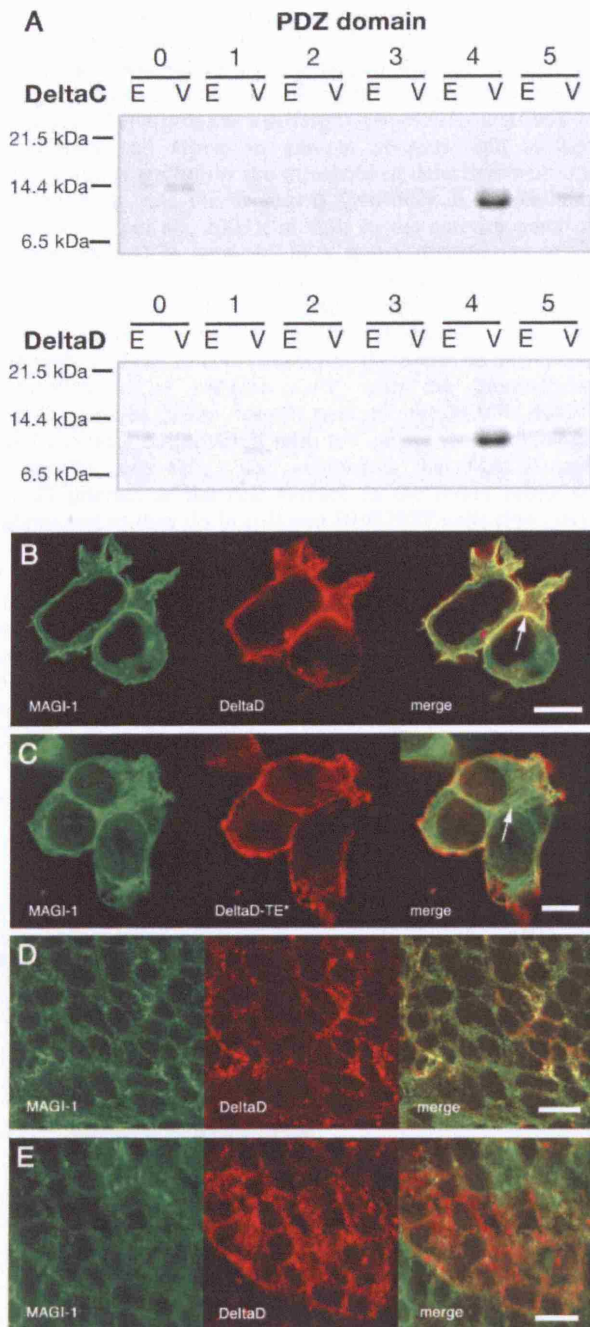 A
PDZ domain
0 1 2 3 4 5
DeltaC E V E V E V E V E V E V
21.5 kDa
14.4 kDa
6.5 kDa
0 1 2 3 4 5
DeltaD E V E V E V E V E V E V
21.5 kDa
14.4 kDa
6.5 kDa
B
MAGI-1 DeltaD merge
C
MAGI-1 DeltaD-TE* merge
D
MAGI-1 DeltaD merge
E
MAGI-1 DeltaD merge